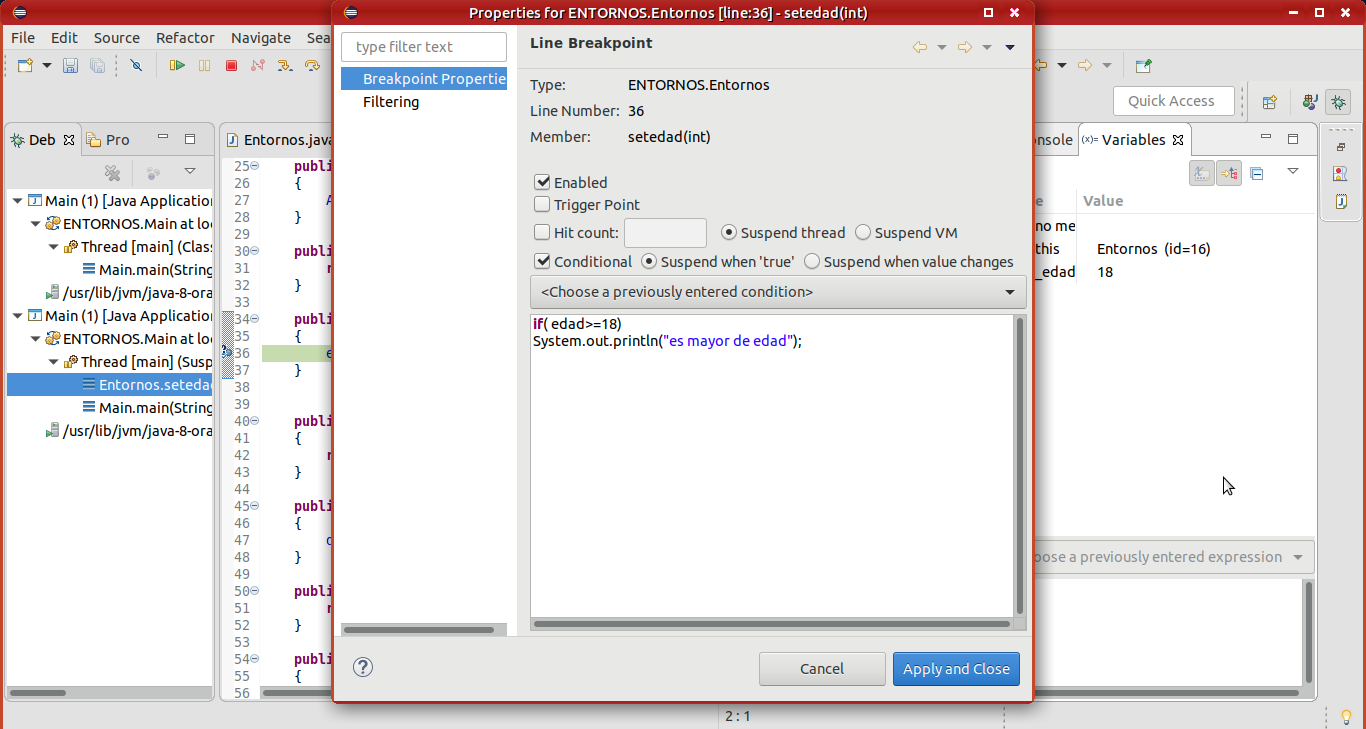 Properties for ENTORNOS.Entornos [line:36] - setedad(int)
File Edit Source Refactor Navigate Sea
Quick Access
Deb
Pro
Main (1) [Java Applicatio
ENTORNOS.Main at lo
Thread [main] (Clas
Main.main(String
/usr/lib/jvm/java-8-ora
Main (1) [Java Applicatio
ENTORNOS.Main at lo
Thread [main] (Susp
Entornos.seteda
Main.main(String
/usr/lib/jvm/java-8-ora
Entornos.java
25 publi
26 {
27 A
28 }
29
30 publi
31 r
32 }
33
34 publi
35 {
36 e
37 }
38
39
40 publi
41 {
42 r
43 }
44
45 publi
46 {
47
48 }
49
50 publi
51 r
52 }
53
54 publi
55 {
56
type filter text
Breakpoint Propertie
Filtering
Line Breakpoint
Type: ENTORNOS.Entornos
Line Number: 36
Member: setedad(int)
Enabled
Trigger Point
Hit count: Suspend thread Suspend VM
Conditional Suspend when 'true' Suspend when value changes
<Choose a previously entered condition>
if( edad>=18)
System.out.println("es mayor de edad");
Cancel
Apply and Close
nsole
(x)= Variables
e Value
no me
this Entornos (id=16)
_edad 18
oose a previously entered expression
2 : 1